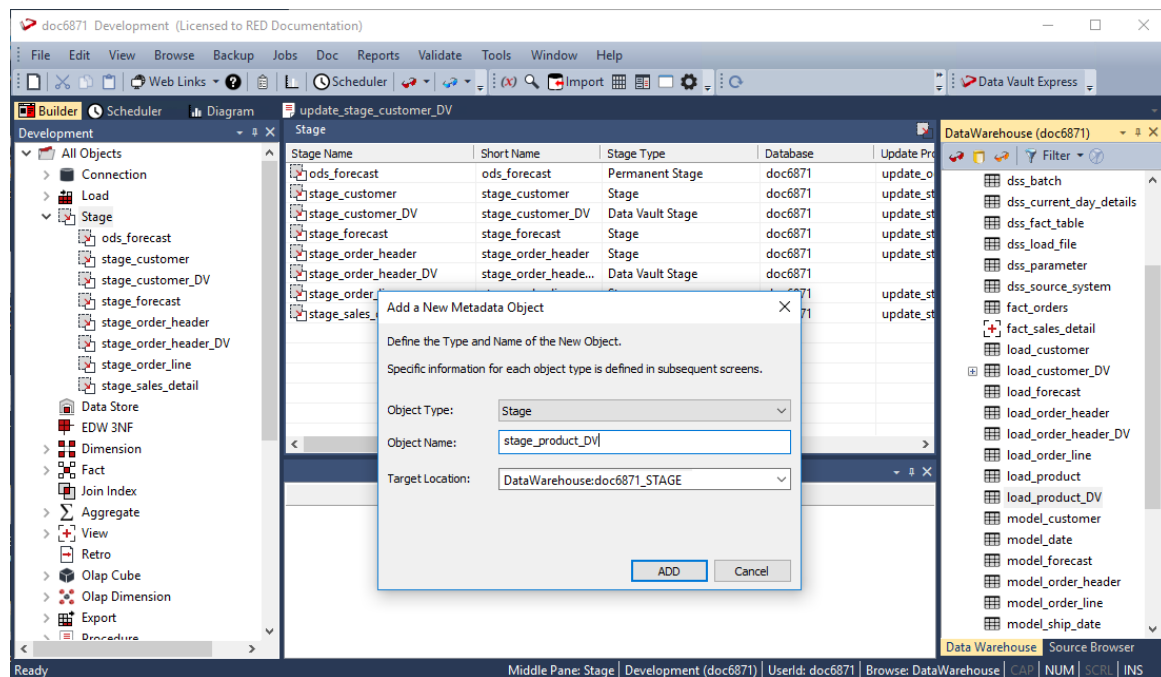 doc6871 Development (Licensed to RED Documentation)
File Edit View Browse Backup Jobs Doc Reports Validate Tools Window Help
Web Links Scheduler (x) Import Data Vault Express
Builder Scheduler Diagram update_stage_customer_DV
Development
All Objects
Connection
Load
Stage
ods_forecast
stage_customer
stage_customer_DV
stage_forecast
stage_order_header
stage_order_header_DV
stage_order_line
stage_sales_detail
Data Store
EDW 3NF
Dimension
Fact
Join Index
Aggregate
View
Retro
Olap Cube
Olap Dimension
Export
Procedure
Stage
Stage Name Short Name Stage Type Database Update Pro
ods_forecast ods_forecast Permanent Stage doc6871 update_o
stage_customer stage_customer Stage doc6871 update_st
stage_customer_DV stage_customer_DV Data Vault Stage doc6871 update_st
stage_forecast stage_forecast Stage doc6871 update_st
stage_order_header stage_order_header Stage doc6871 update_st
stage_order_header_DV stage_order_heade... Data Vault Stage doc6871
stage_order_ 71 update_st
stage_sales_ 71 update_st
Add a New Metadata Object
Define the Type and Name of the New Object.
Specific information for each object type is defined in subsequent screens.
Object Type: Stage
Object Name: stage_product_DV
Target Location: DataWarehouse:doc6871_STAGE
ADD Cancel
DataWarehouse (doc6871)
Filter
dss_batch
dss_current_day_details
dss_fact_table
dss_load_file
dss_parameter
dss_source_system
fact_orders
fact_sales_detail
load_customer
load_customer_DV
load_forecast
load_order_header
load_order_header_DV
load_order_line
load_product
load_product_DV
model_customer
model_date
model_forecast
model_order_header
model_order_line
model_ship_date
Data Warehouse Source Browser
Ready Middle Pane: Stage Development (doc6871) UserId: doc6871 Browse: DataWarehouse CAP NUM SCRL INS